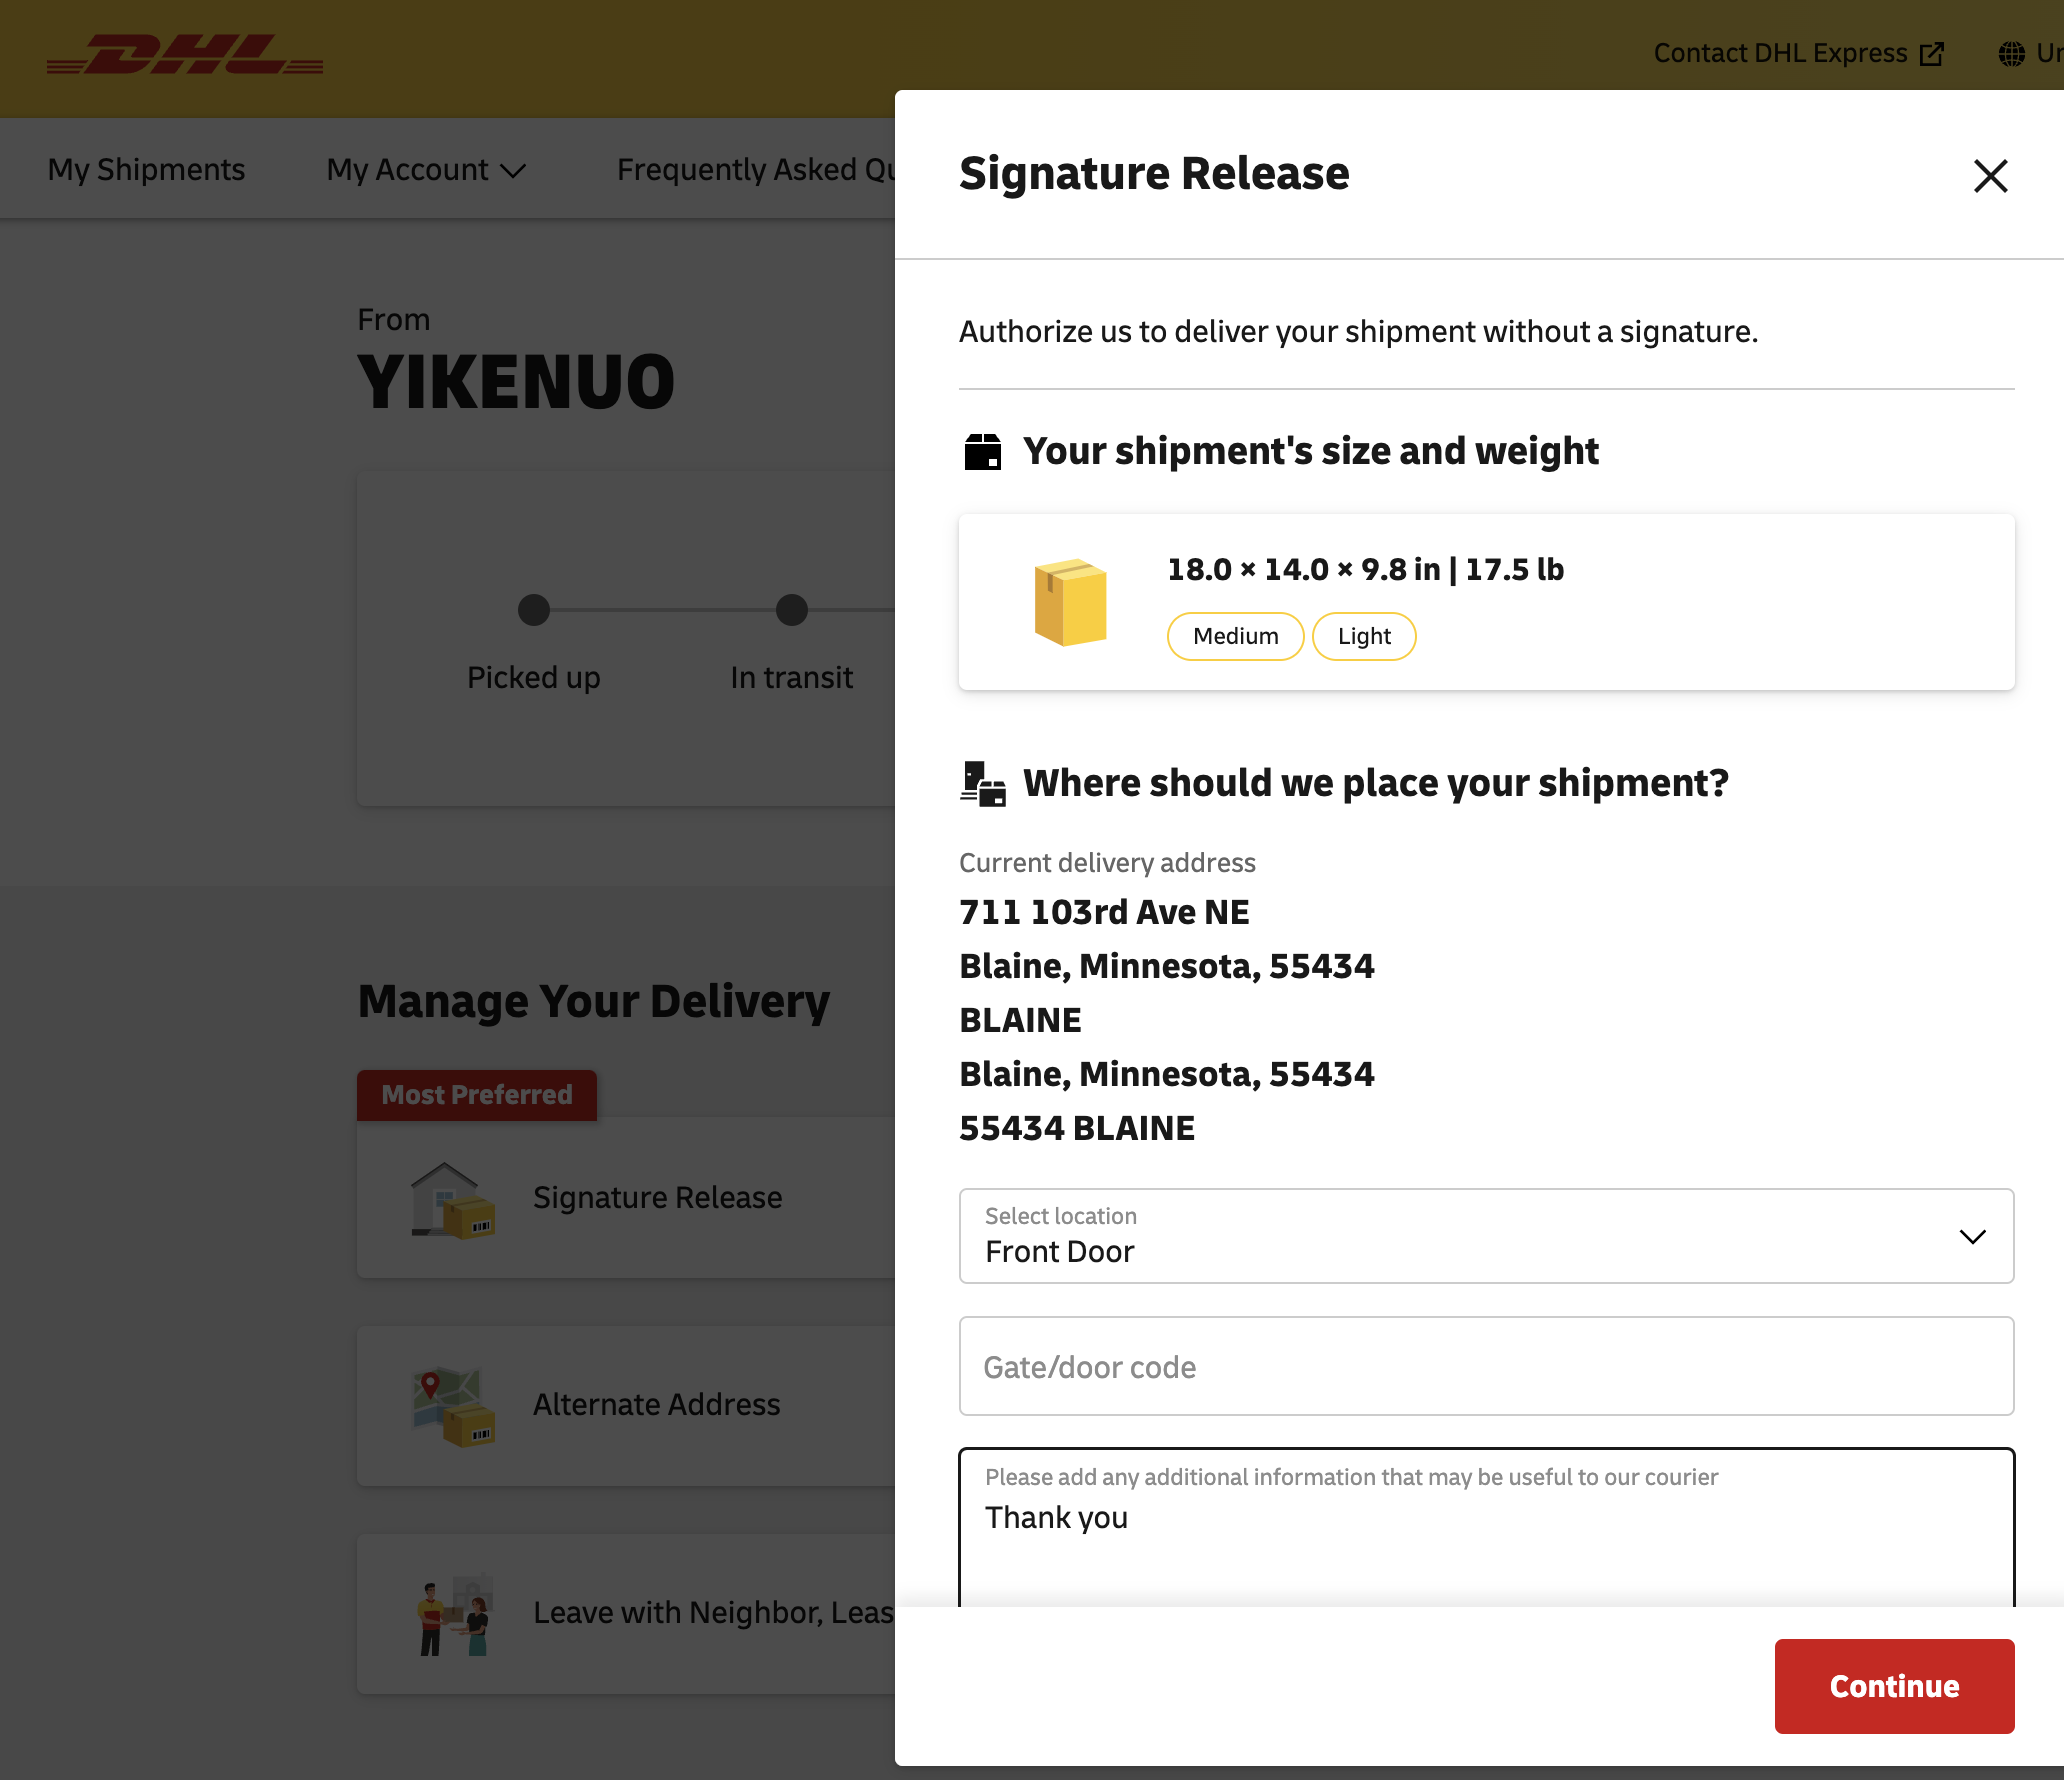 DHL
Contact DHL Express
My Shipments
My Account
Frequently Asked
From
YIKENUO
Picked up
In transit
Manage Your Delivery
Most Preferred
Signature Release
Alternate Address
Leave with Neighbor,
Signature Release
Authorize us to deliver your shipment without a signature.
Your shipment's size and weight
18.0 × 14.0 × 9.8 in | 17.5 lb
Medium
Light
Where should we place your shipment?
Current delivery address
711 103rd Ave NE
Blaine, Minnesota, 55434
BLAINE
Blaine, Minnesota, 55434
55434 BLAINE
Select location
Front Door
Gate/door code
Please add any additional information that may be useful to our courier
Thank you
Continue